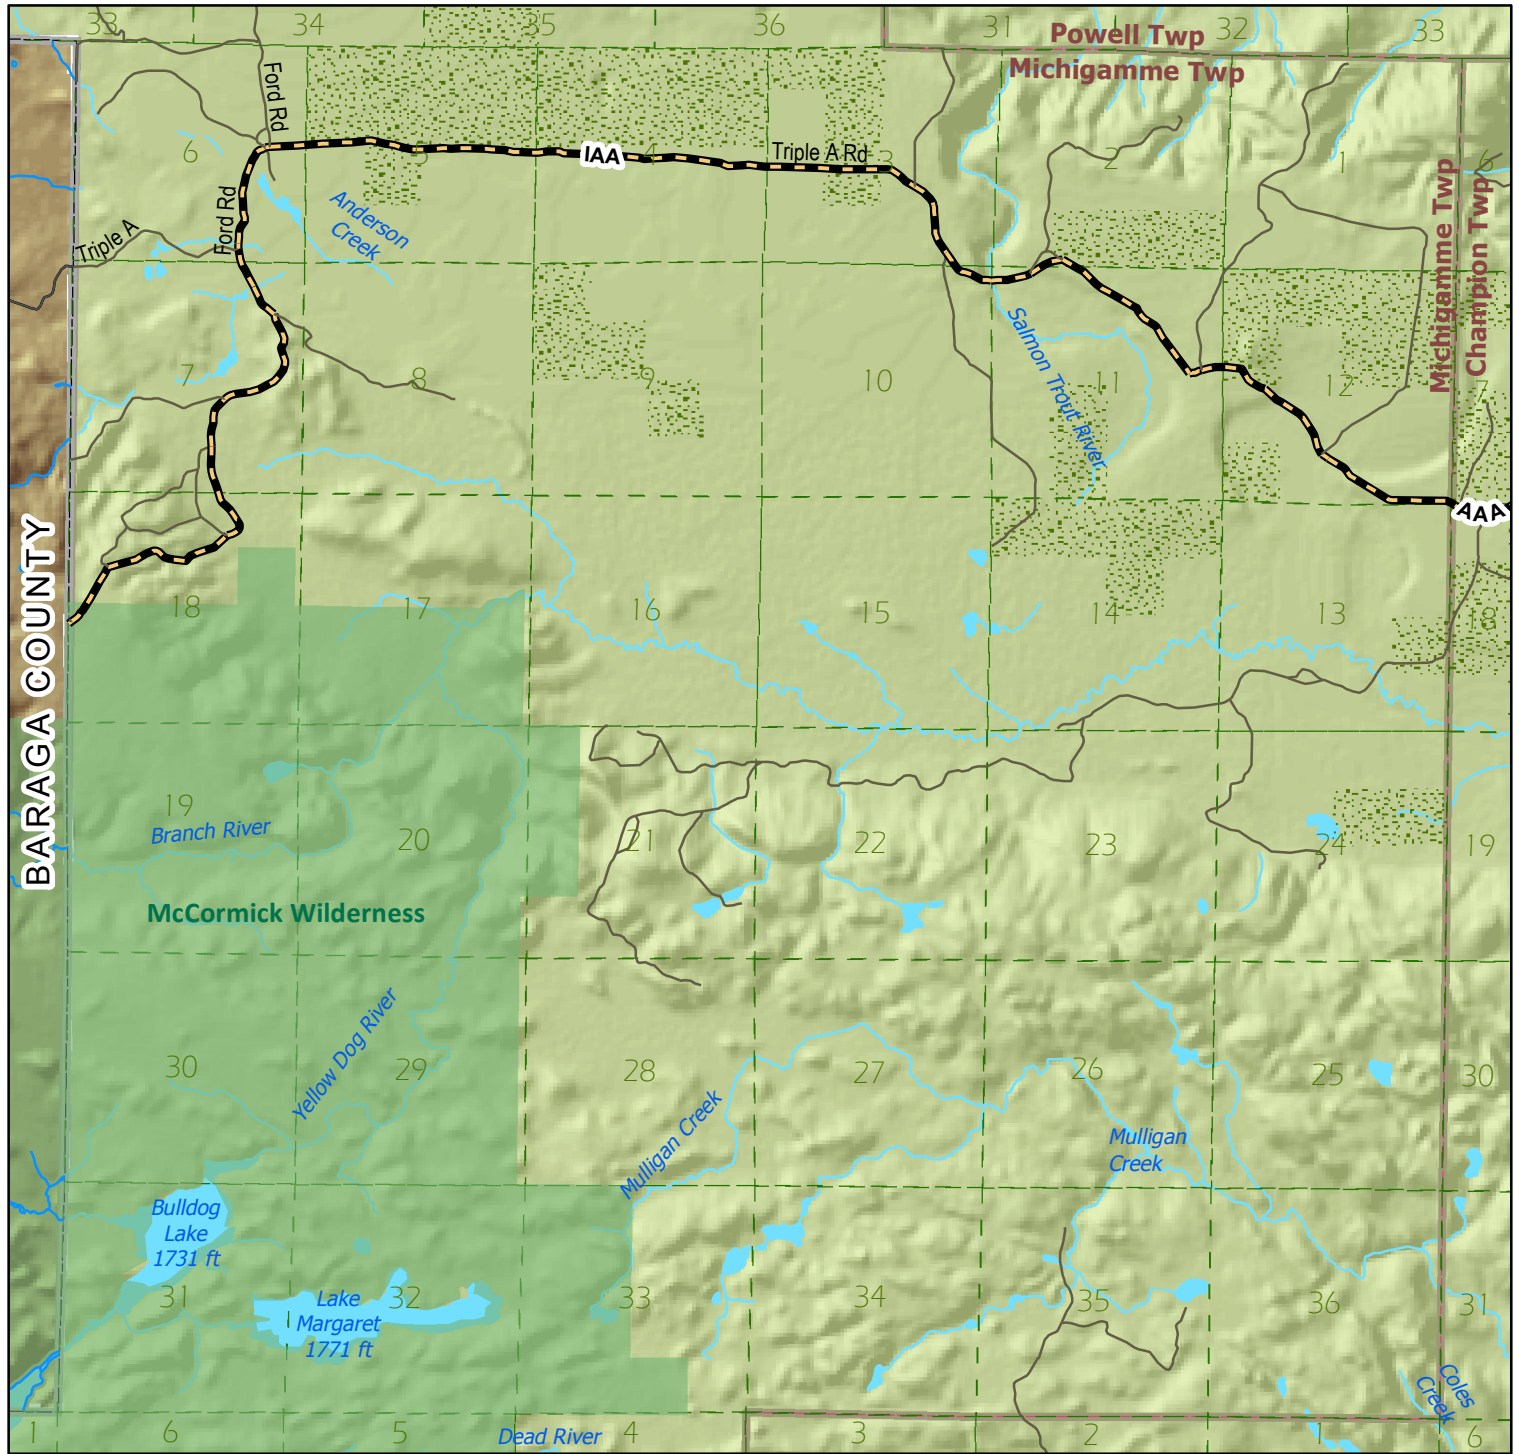 33
34
35
36
31
32
33
Powell Twp
Michigamme Twp
Ford Rd
6
5
IAA
4
Triple A Rd
3
2
1
6
Michigamme Twp
Champion Twp
Ford Rd
Anderson
Creek
Triple A
7
8
9
10
Salmon Trout River
11
12
7
AAA
BARAGA COUNTY
18
17
16
15
14
13
18
19
Branch River
20
21
22
23
24
19
McCormick Wilderness
30
Yellow Dog River
29
28
27
26
25
30
Mulligan Creek
Mulligan
Creek
Bulldog
Lake
1731 ft
31
Lake
Margaret
1771 ft
32
33
34
35
36
31
Coles
Creek
1
6
5
Dead River
4
3
2
1
6